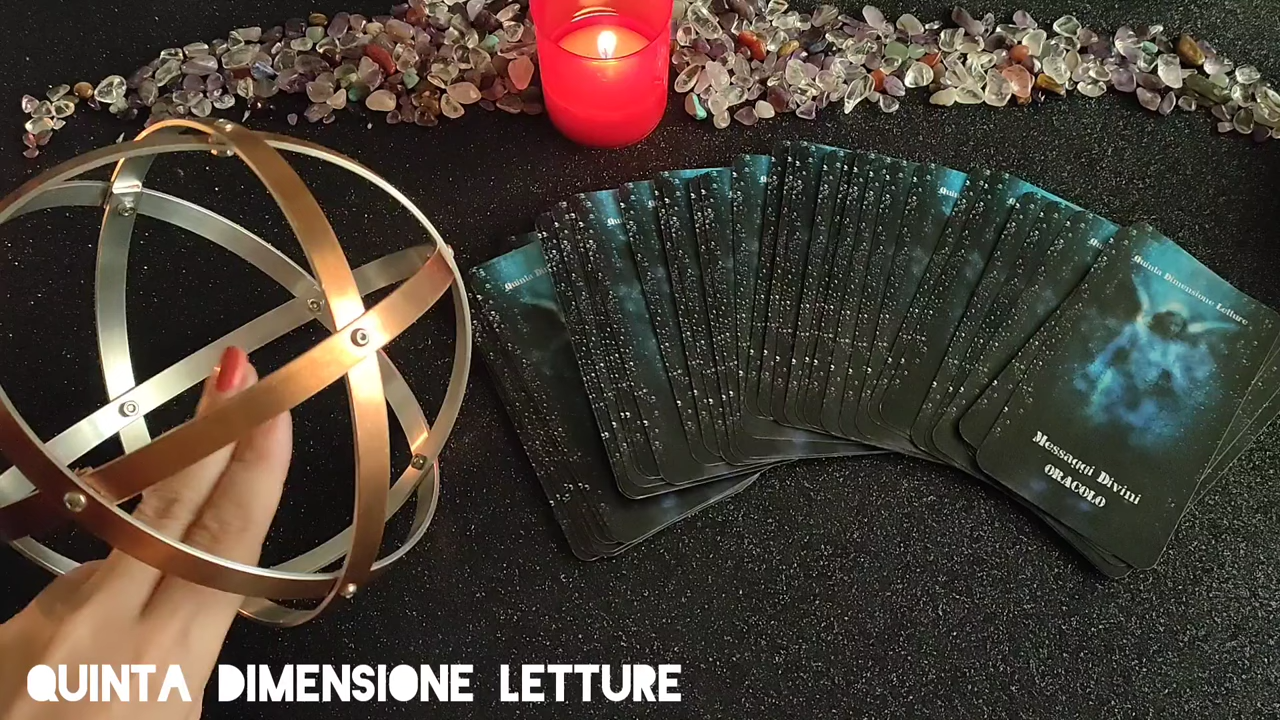 Quinta Dimensione Letture
Messaggi Divini
ORACOLO
QUINTA DIMENSIONE LETTURE